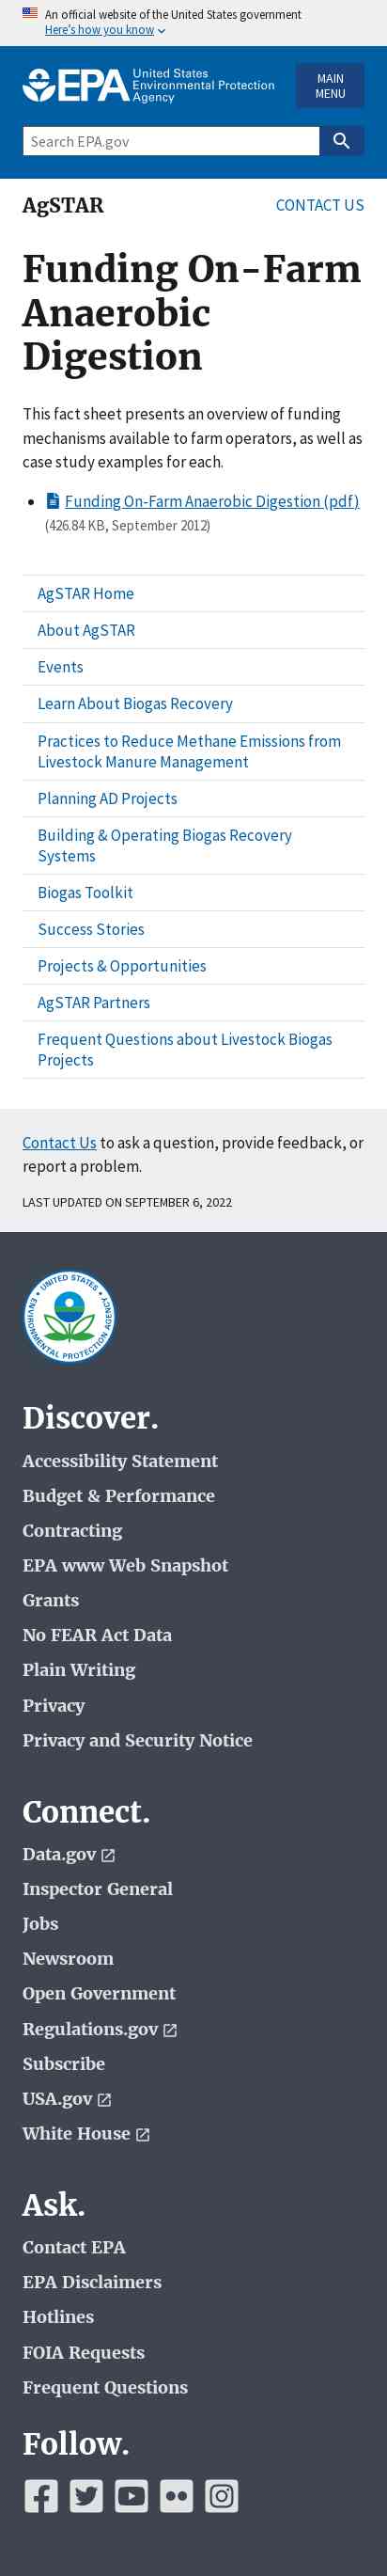 An official website of the United States government
Here's how you know
EPA United States
Environmental Protection
Agency
MAIN
MENU
Search EPA.gov
AgSTAR
CONTACT US
Funding On-Farm
Anaerobic
Digestion
This fact sheet presents an overview of funding
mechanisms available to farm operators, as well as
case study examples for each.
Funding On-Farm Anaerobic Digestion (pdf)
(426.84 KB, September 2012)
AgSTAR Home
About AgSTAR
Events
Learn About Biogas Recovery
Practices to Reduce Methane Emissions from
Livestock Manure Management
Planning AD Projects
Building & Operating Biogas Recovery
Systems
Biogas Toolkit
Success Stories
Projects & Opportunities
AgSTAR Partners
Frequent Questions about Livestock Biogas
Projects
Contact Us to ask a question, provide feedback, or
report a problem.
LAST UPDATED ON SEPTEMBER 6, 2022
UNITED STATES
ENVIRONMENTAL PROTECTION AGENCY
Discover.
Accessibility Statement
Budget & Performance
Contracting
EPA www Web Snapshot
Grants
No FEAR Act Data
Plain Writing
Privacy
Privacy and Security Notice
Connect.
Data.gov
Inspector General
Jobs
Newsroom
Open Government
Regulations.gov
Subscribe
USA.gov
White House
Ask.
Contact EPA
EPA Disclaimers
Hotlines
FOIA Requests
Frequent Questions
Follow.